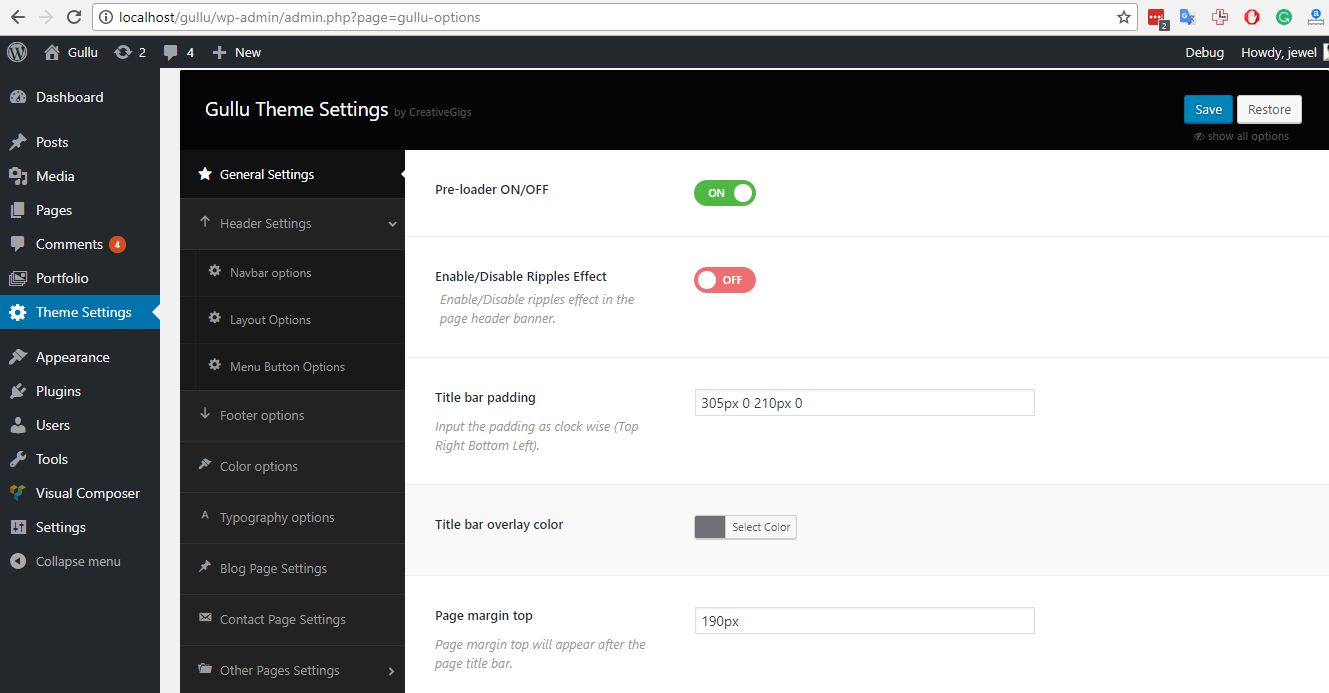 localhost/gullu/wp-admin/admin.php?page=gullu-options
2
Gullu 2 4 New
Debug Howdy, jewel
Dashboard
Posts
Media
Pages
Comments 4
Portfolio
Theme Settings
Appearance
Plugins
Users
Tools
Visual Composer
Settings
Collapse menu
Gullu Theme Settings by CreativeGigs
Save Restore
show all options
General Settings
Header Settings
Navbar options
Layout Options
Menu Button Options
Footer options
Color options
Typography options
Blog Page Settings
Contact Page Settings
Other Pages Settings
Pre-loader ON/OFF
ON
Enable/Disable Ripples Effect
OFF
Enable/Disable ripples effect in the
page header banner.
Title bar padding
305px 0 210px 0
Input the padding as clock wise (Top
Right Bottom Left).
Title bar overlay color
Select Color
Page margin top
190px
Page margin top will appear after the
page title bar.